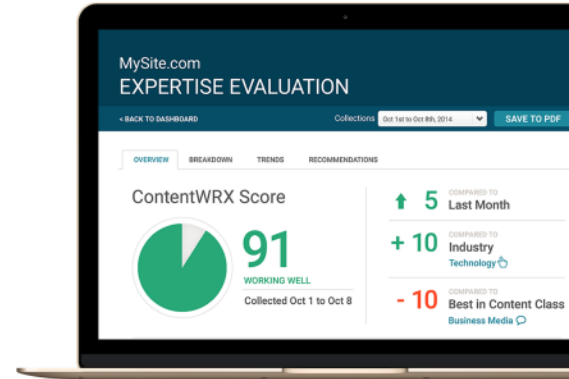 MySite.com
EXPERTISE EVALUATION
< BACK TO DASHBOARD
Collections
Oct 1st to Oct 8th, 2014
SAVE TO PDF
OVERVIEW
BREAKDOWN
TRENDS
RECOMMENDATIONS
ContentWRX Score
91
WORKING WELL
Collected Oct 1 to Oct 8
5
COMPARED TO
Last Month
+ 10
COMPARED TO
Industry
Technology
- 10
COMPARED TO
Best in Content Class
Business Media